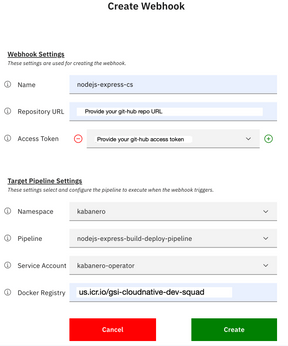 Create Webhook
Webhook Settings
These settings are used for creating the webhook.
Name
nodejs-express-cs
Repository URL
Provide your git-hub repo URL
Access Token
Provide your git-hub access token
Target Pipeline Settings
These settings select and configure the pipeline to execute when the webhook triggers.
Namespace
kabanero
Pipeline
nodejs-express-build-deploy-pipeline
Service Account
kabanero-operator
Docker Registry
us.icr.io/gsi-cloudnative-dev-squad
Cancel
Create